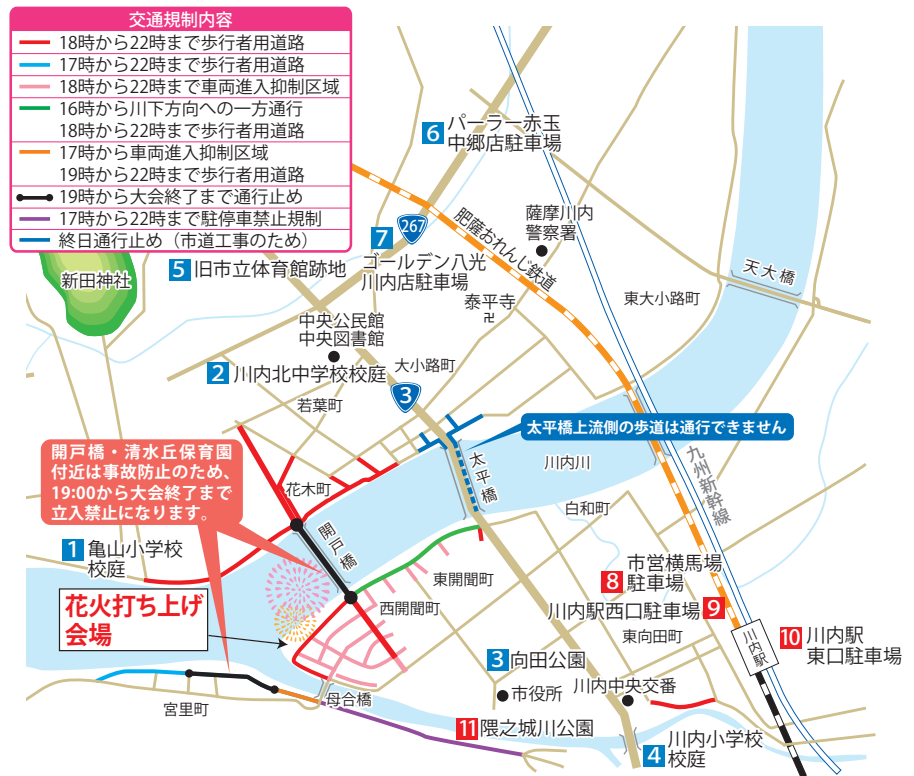 交通規制内容
18時から22時まで歩行者用道路
17時から22時まで歩行者用道路
18時から22時まで車両進入抑制区域
16時から川下方向への一方通行
18時から22時まで歩行者用道路
17時から車両進入抑制区域
19時から22時まで歩行者用道路
19時から大会終了まで通行止め
17時から22時まで駐停車禁止規制
終日通行止め（市道工事のため）
6 パーラー赤玉
中郷店駐車場
267
肥薩おれんじ鉄道
薩摩川内
警察署
7
ゴールデン八光
川内店駐車場
5 旧市立体育館跡地
新田神社
天大橋
東大小路町
泰平寺
卍
中央公民館
中央図書館
大小路町
2 川内北中学校校庭
3
若葉町
太平橋上流側の歩道は通行できません
開戸橋・清水丘保育園
付近は事故防止のため、
19:00から大会終了まで
立入禁止になります。
花木町
太平橋
川内川
九州新幹線
白和町
開戸橋
1 亀山小学校
校庭
東開聞町
西開聞町
市営横馬場
8 駐車場
川内駅西口駐車場 9
花火打ち上げ
会場
東向田町
川内駅
10 川内駅
東口駐車場
3 向田公園
市役所
川内中央交番
母合橋
宮里町
11 隈之城川公園
川内小学校
4 校庭